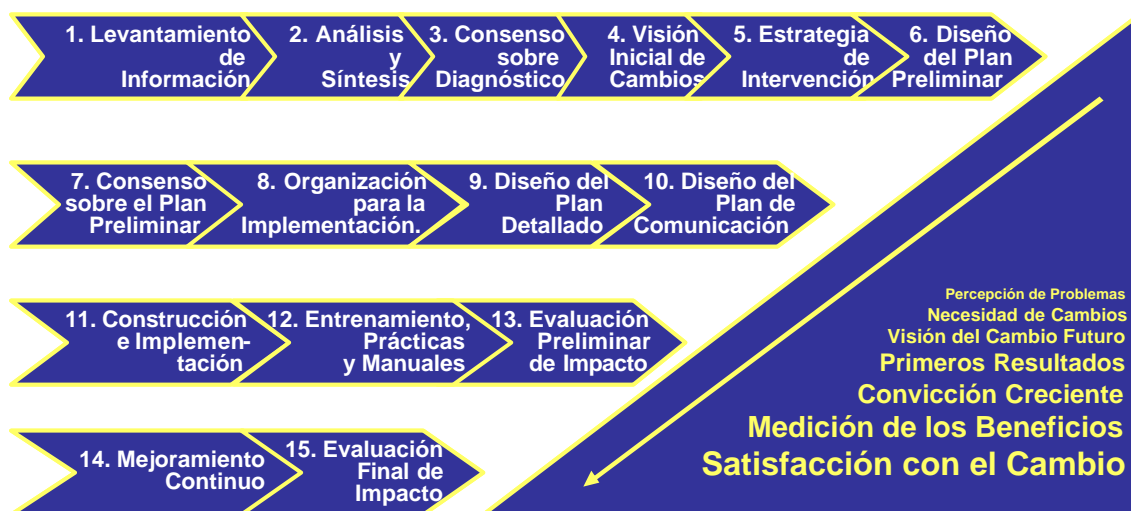 1. Levantamiento
de
Información
2. Análisis
y
Síntesis
3. Consenso
sobre
Diagnóstico
4. Visión
Inicial de
Cambios
5. Estrategia
de
Intervención
6. Diseño
del Plan
Preliminar
7. Consenso
sobre el Plan
Preliminar
8. Organización
para la
Implementación.
9. Diseño del
Plan
Detallado
10. Diseño del
Plan de
Comunicación
11. Construcción
e Implemen-
tación
12. Entrenamiento,
Prácticas
y Manuales
13. Evaluación
Preliminar
de Impacto
14. Mejoramiento
Continuo
15. Evaluación
Final de
Impacto
Percepción de Problemas
Necesidad de Cambios
Visión del Cambio Futuro
Primeros Resultados
Convicción Creciente
Medición de los Beneficios
Satisfacción con el Cambio